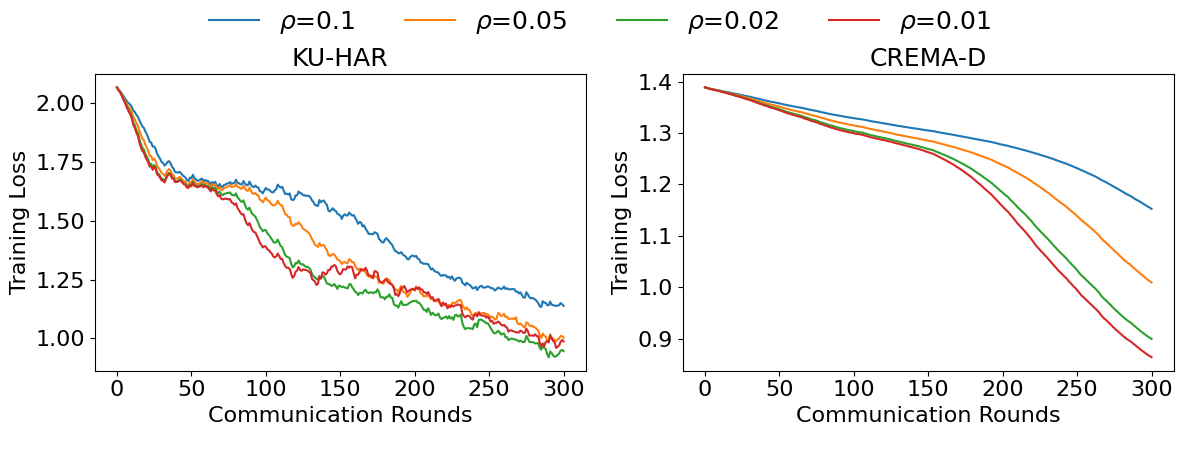 ρ=0.1 ρ=0.05 ρ=0.02 ρ=0.01
KU-HAR
2.00
1.75
1.50
1.25
1.00
Training Loss
0 50 100 150 200 250 300
Communication Rounds
CREMA-D
1.4
1.3
1.2
1.1
1.0
0.9
Training Loss
0 50 100 150 200 250 300
Communication Rounds